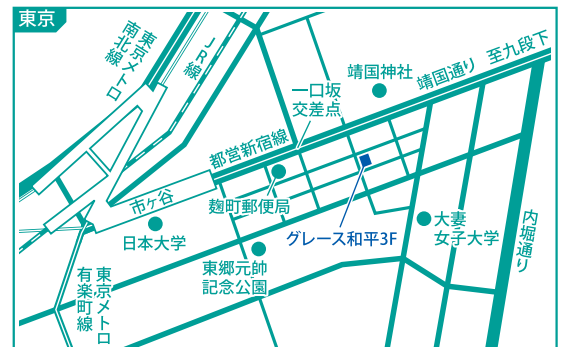 東京
東京メトロ
南北線
JR線
靖国神社
靖国通り
至九段下
一口坂
交差点
都営新宿線
市ヶ谷
麹町郵便局
日本大学
グレース和平3F
大妻
女子大学
内堀通り
東郷元帥
記念公園
東京メトロ
有楽町線